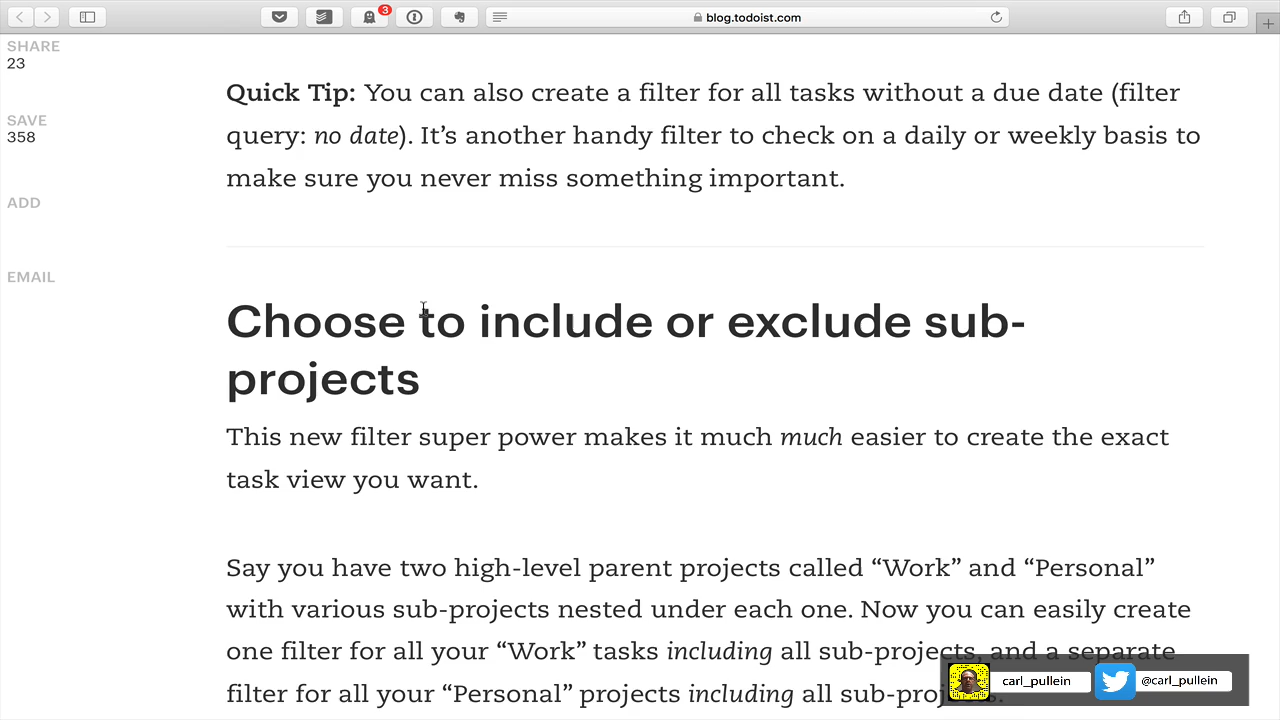 3
blog.todoist.com
SHARE
23
SAVE
358
ADD
EMAIL
Quick Tip: You can also create a filter for all tasks without a due date (filter
query: no date). It’s another handy filter to check on a daily or weekly basis to
make sure you never miss something important.
Choose to include or exclude sub-
projects
This new filter super power makes it much much easier to create the exact
task view you want.
Say you have two high-level parent projects called “Work” and “Personal”
with various sub-projects nested under each one. Now you can easily create
one filter for all your “Work” tasks including all sub-projects, and a separate
filter for all your “Personal” projects including all sub-projects.
carl_pullein
@carl_pullein